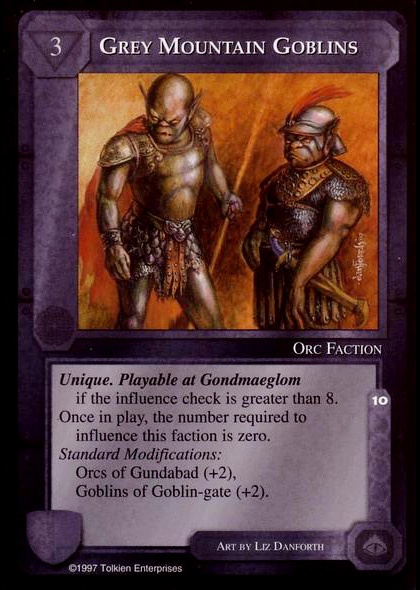 3
GREY MOUNTAIN GOBLINS
ORC FACTION
Unique. Playable at Gondmaeglom
if the influence check is greater than 8.
Once in play, the number required to
influence this faction is zero.
Standard Modifications:
Orcs of Gundabad (+2),
Goblins of Goblin-gate (+2).
10
ART BY LIZ DANFORTH
©1997 Tolkien Enterprises